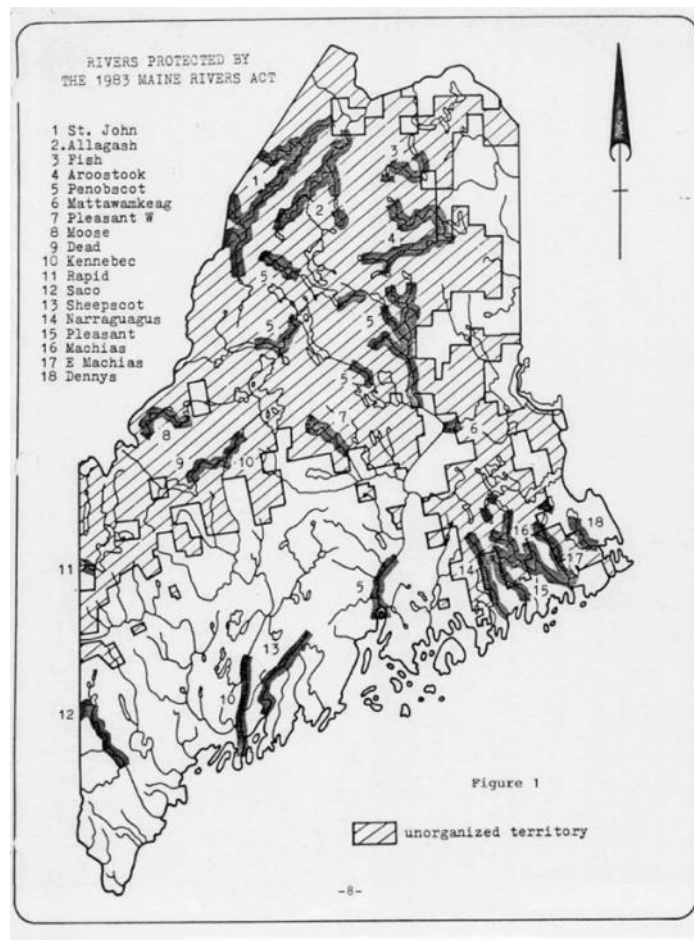 RIVERS PROTECTED BY
THE 1983 MAINE RIVERS ACT
1 St. John
2.Allagash
3 Fish
4 Aroostook
5 Penobscot
6 Mattawamkeag
7 Pleasant W
8 Moose
9 Dead
10 Kennebec
11 Rapid
12 Saco
13 Sheepscot
14 Narraguagus
15 Pleasant
16 Machias
17 E Machias
18 Dennys
3
1
2
4
5
5
5
5
6
7
8
9
10
11
16
18
14
17
15
5
13
10
12
Figure 1
unorganized territory
-8-